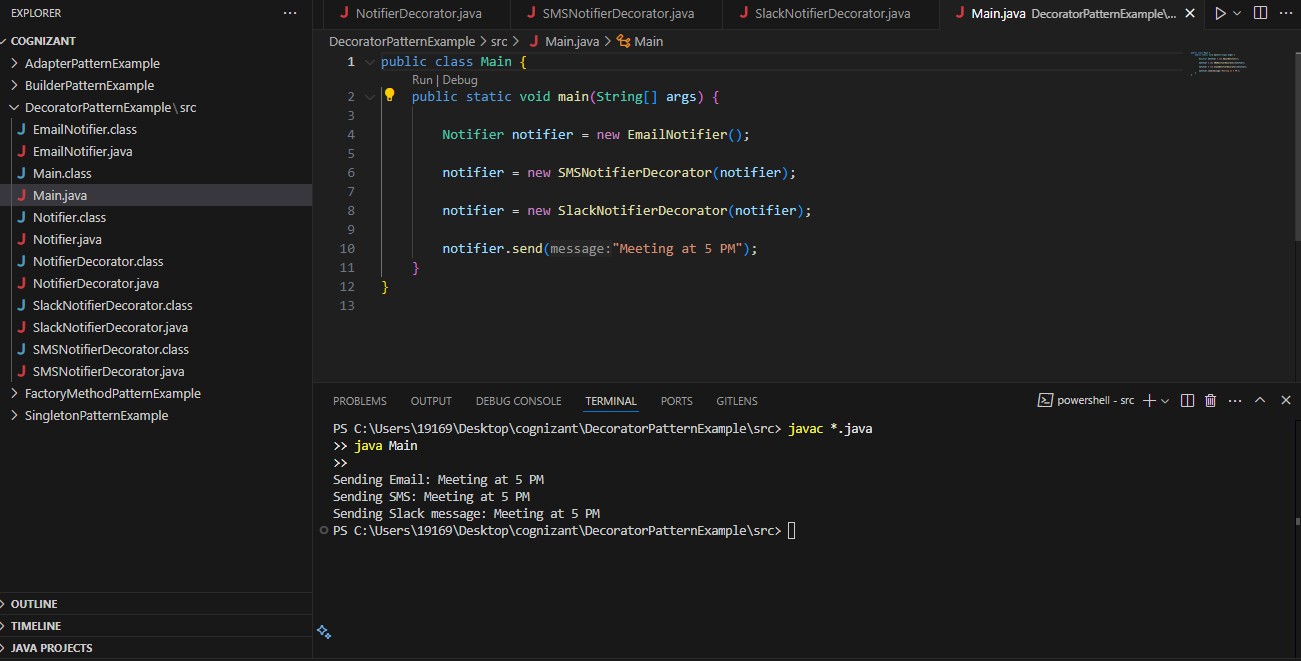 EXPLORER ...
COGNIZANT
AdapterPatternExample
BuilderPatternExample
DecoratorPatternExample\src
EmailNotifier.class
EmailNotifier.java
Main.class
Main.java
Notifier.class
Notifier.java
NotifierDecorator.class
NotifierDecorator.java
SlackNotifierDecorator.class
SlackNotifierDecorator.java
SMSNotifierDecorator.class
SMSNotifierDecorator.java
FactoryMethodPatternExample
SingletonPatternExample
OUTLINE
TIMELINE
JAVA PROJECTS
NotifierDecorator.java SMSNotifierDecorator.java SlackNotifierDecorator.java Main.java DecoratorPatternExample\...
DecoratorPatternExample > src > Main.java > Main
1 public class Main {
Run | Debug
2 public static void main(String[] args) {
3
4 Notifier notifier = new EmailNotifier();
5
6 notifier = new SMSNotifierDecorator(notifier);
7
8 notifier = new SlackNotifierDecorator(notifier);
9
10 notifier.send(message:"Meeting at 5 PM");
11 }
12 }
13
PROBLEMS OUTPUT DEBUG CONSOLE TERMINAL PORTS GITLENS powershell - src
PS C:\Users\19169\Desktop\cognizant\DecoratorPatternExample\src> javac *.java
>> java Main
>>
Sending Email: Meeting at 5 PM
Sending SMS: Meeting at 5 PM
Sending Slack message: Meeting at 5 PM
PS C:\Users\19169\Desktop\cognizant\DecoratorPatternExample\src>